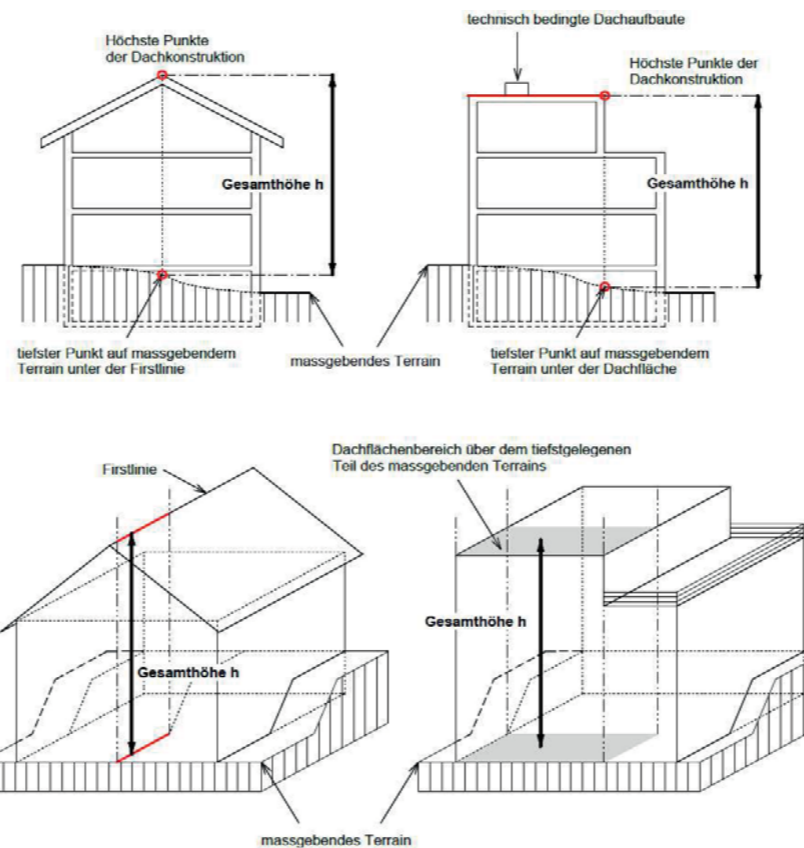 Höchste Punkte
der Dachkonstruktion
Gesamthöhe h
tiefster Punkt auf massgebendem
Terrain unter der Firstlinie
massgebendes Terrain
technisch bedingte Dachaufbaute
Höchste Punkte der
Dachkonstruktion
Gesamthöhe h
tiefster Punkt auf massgebdem
Terrain unter der Dachfläche
Firstlinie
Gesamthöhe h
Dachflächenbereich über dem tiefstgelegenen
Teil des massgebenden Terrains
Gesamthöhe h
massgebendes Terrain